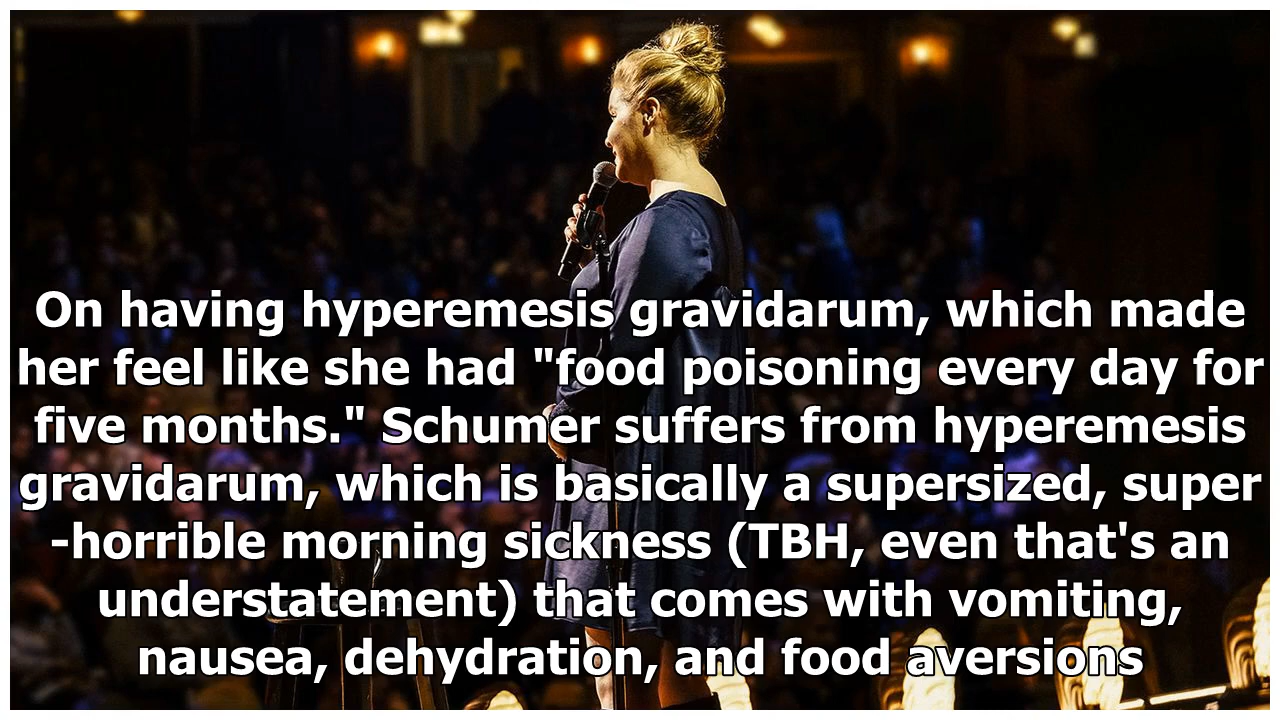 On having hyperemesis gravidarum, which made
her feel like she had "food poisoning every day for
five months." Schumer suffers from hyperemesis
gravidarum, which is basically a supersized, super
-horrible morning sickness (TBH, even that's an
understatement) that comes with vomiting,
nausea, dehydration, and food aversions